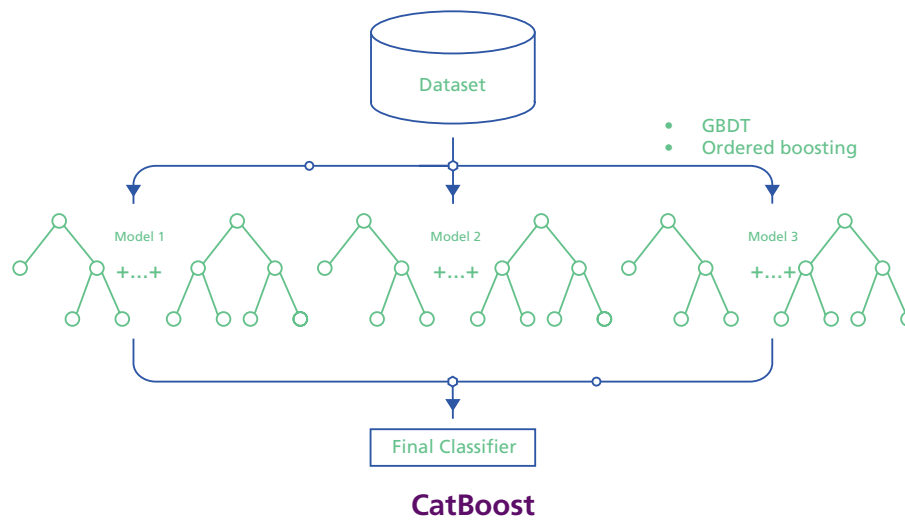 Dataset
• GBDT
• Ordered boosting
Model 1
Model 2
Model 3
+...+
+...+
+...+
Final Classifier
CatBoost